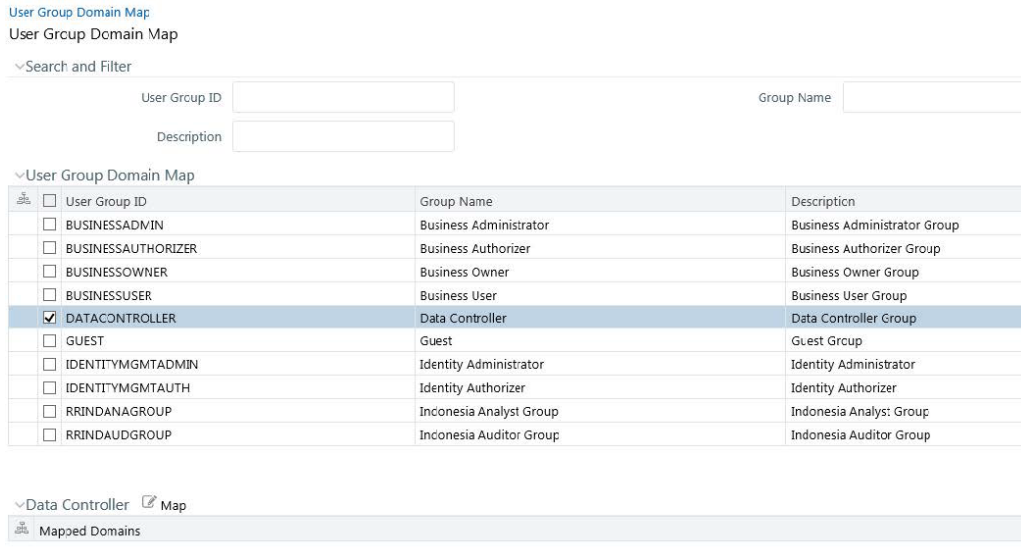 User Group Domain Map
User Group Domain Map
Search and Filter
User Group ID Group Name
Description
User Group Domain Map
User Group ID Group Name Description
BUSINESSADMIN Business Administrator Business Administrator Group
BUSINESSAUTHORIZER Business Authorizer Business Authorizer Group
BUSINESSOWNER Business Owner Business Owner Group
BUSINESSUSER Business User Business User Group
DATACONTROLLER Data Controller Data Controller Group
GUEST Guest Guest Group
IDENTITYMGMTADMIN Identity Administrator Identity Administrator
IDENTITYMGMTAUTH Identity Authorizer Identity Authorizer
RRINDANAGROUP Indonesia Analyst Group Indonesia Analyst Group
RRINDAUDGROUP Indonesia Auditor Group Indonesia Auditor Group
Data Controller Map
Mapped Domains